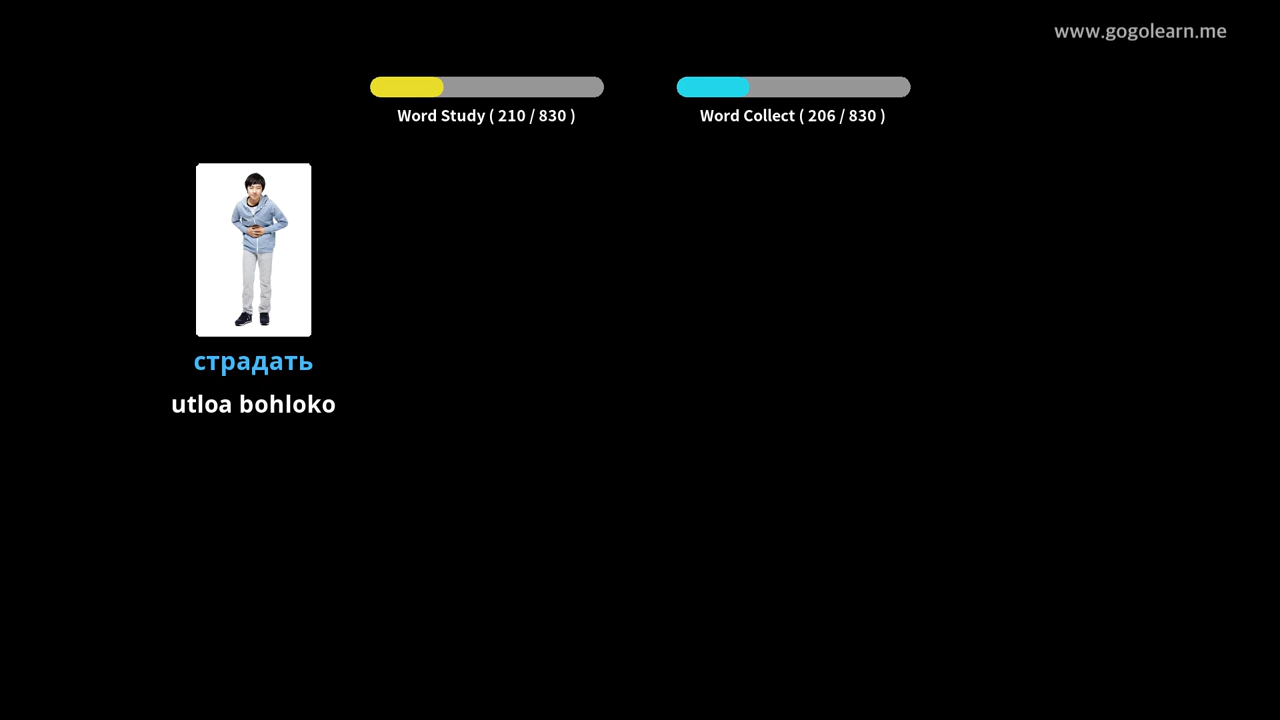 www.gogolearn.me
Word Study ( 210 / 830 )
Word Collect ( 206 / 830 )
страдать
utloa bohloko